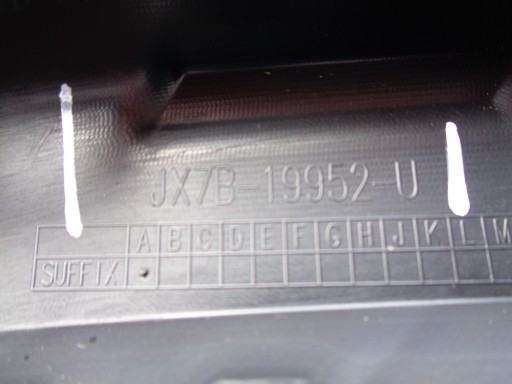 JX7B-19952-U
A B C D E F G H J K L M
SUFFIX